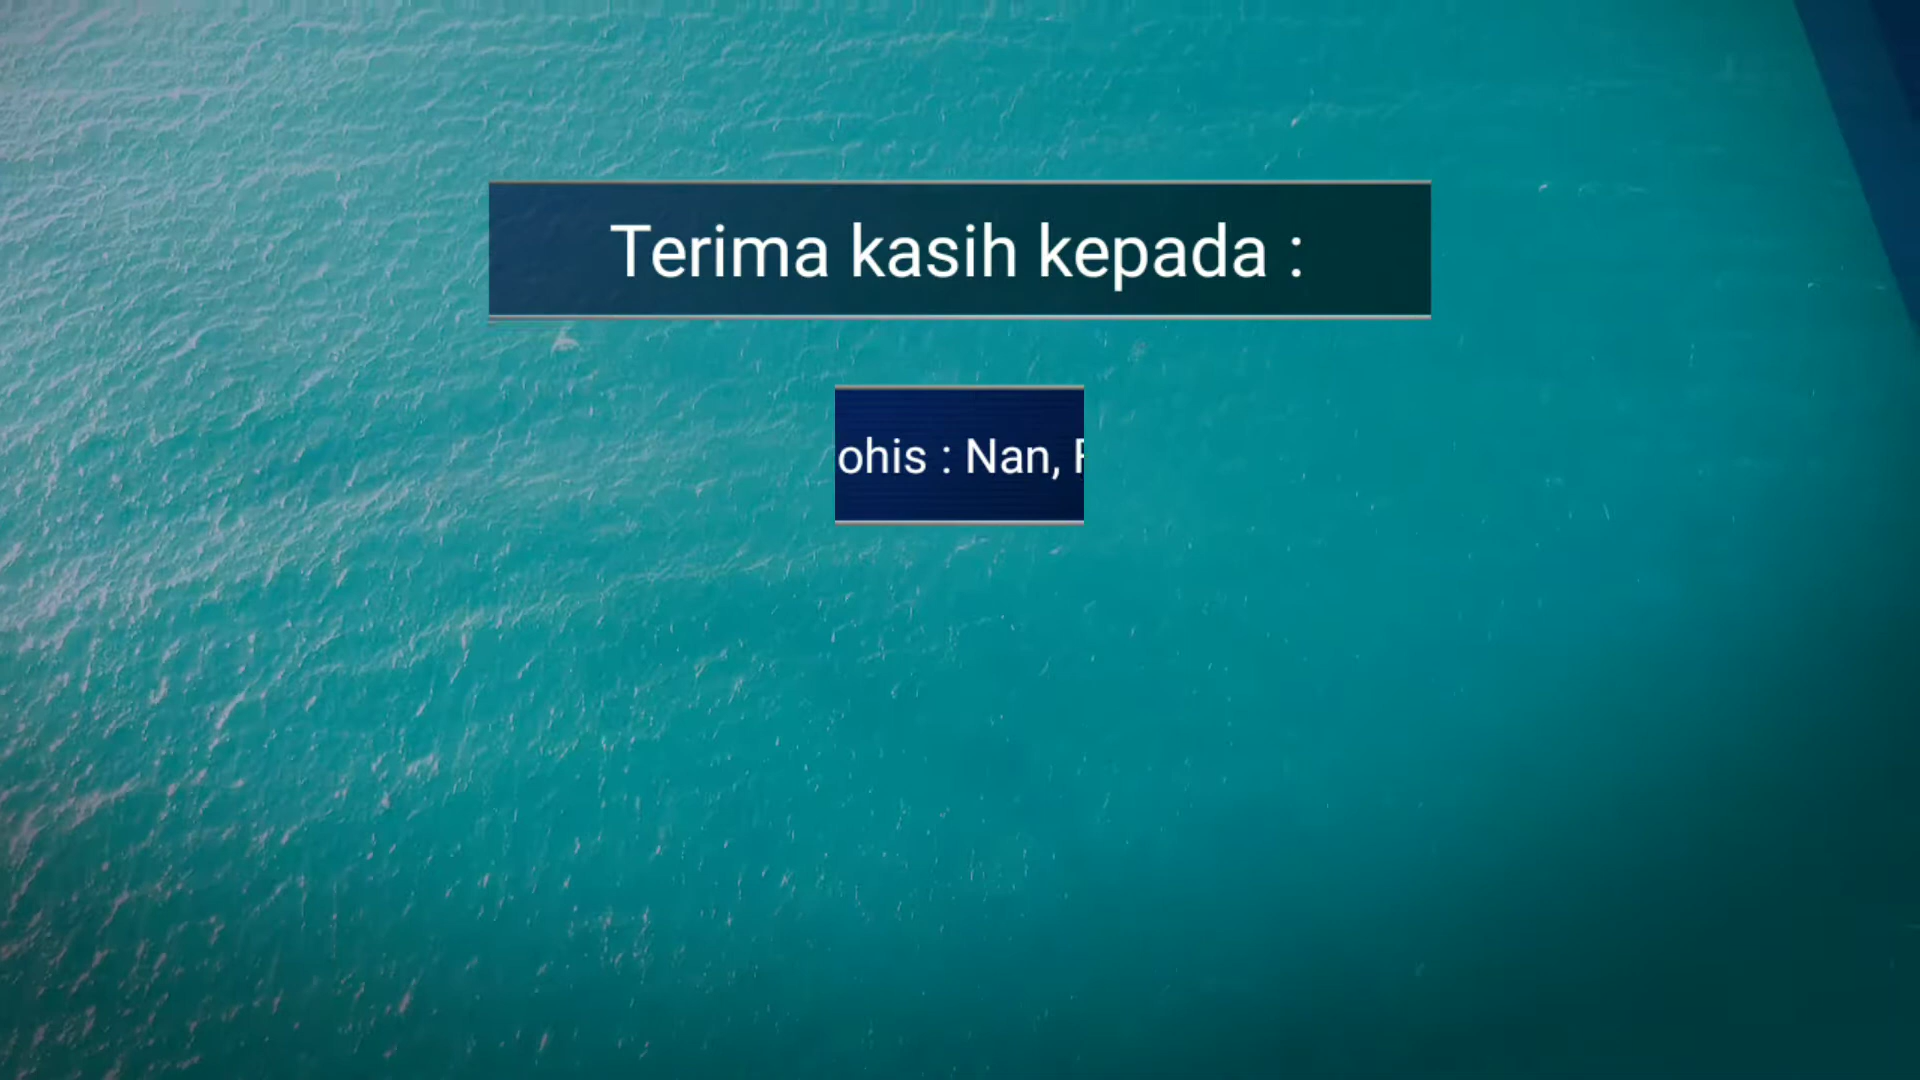 Terima kasih kepada :
ohis : Nan,